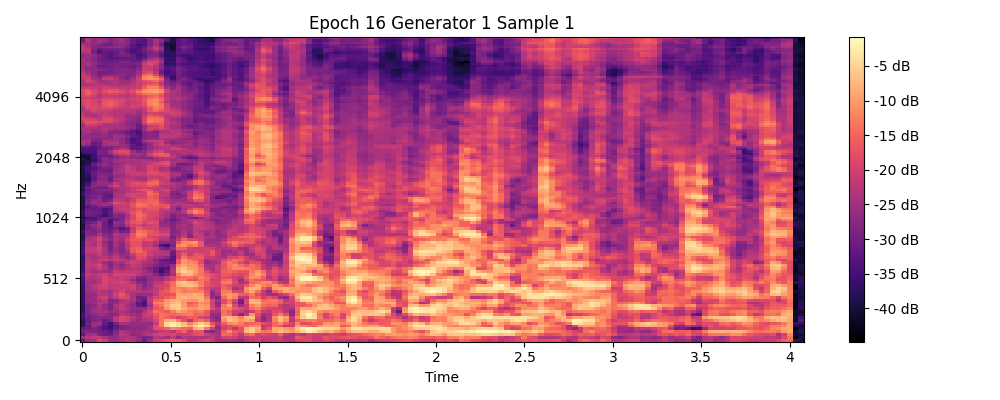 Epoch 16 Generator 1 Sample 1
Hz
4096
2048
1024
512
0
0 0.5 1 1.5 2 2.5 3 3.5 4
Time
-5 dB
-10 dB
-15 dB
-20 dB
-25 dB
-30 dB
-35 dB
-40 dB